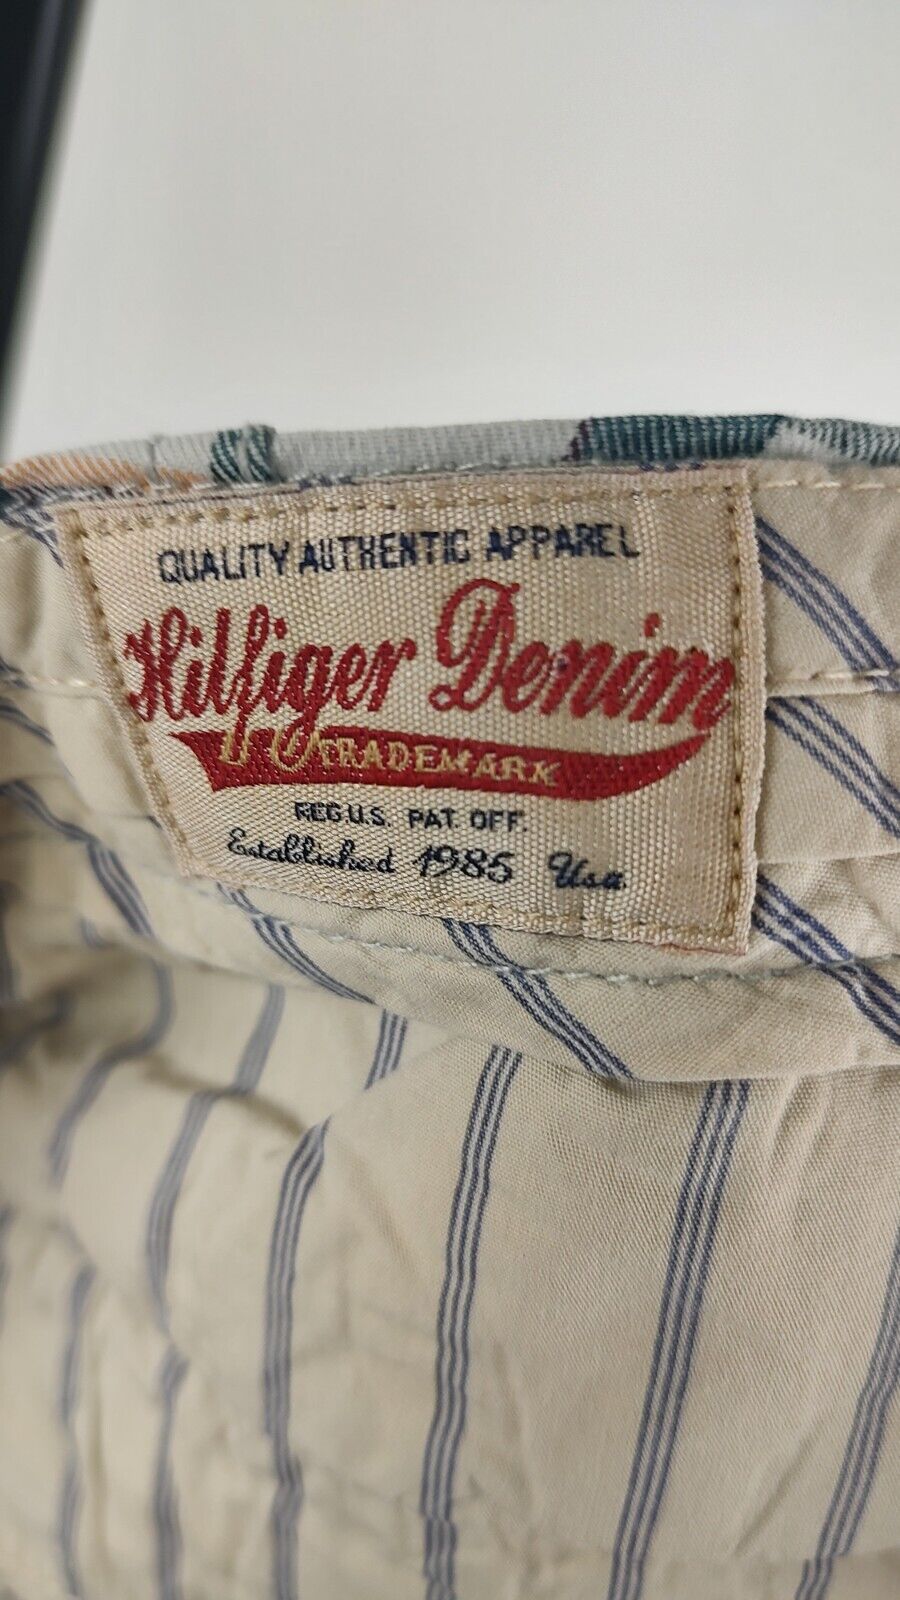 QUALITY AUTHENTIC APPAREL
Hilfiger Denim
TRADEMARK
REG U.S. PAT. OFF.
Established 1985 Usa.